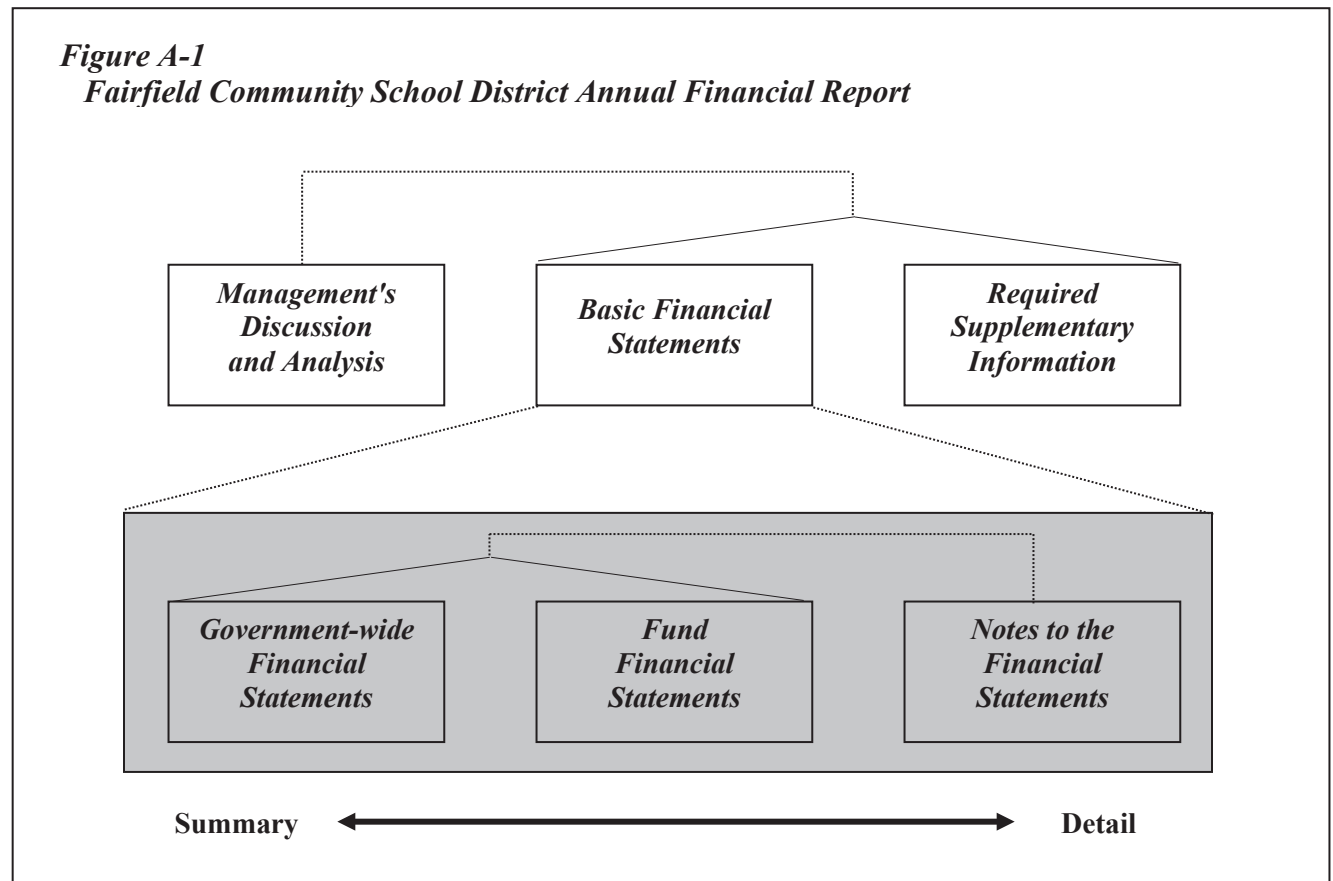 Figure A-1
Fairfield Community School District Annual Financial Report
Management's
Discussion
and Analysis
Basic Financial
Statements
Required
Supplementary
Information
Government-wide
Financial
Statements
Fund
Financial
Statements
Notes to the
Financial
Statements
Summary
Detail